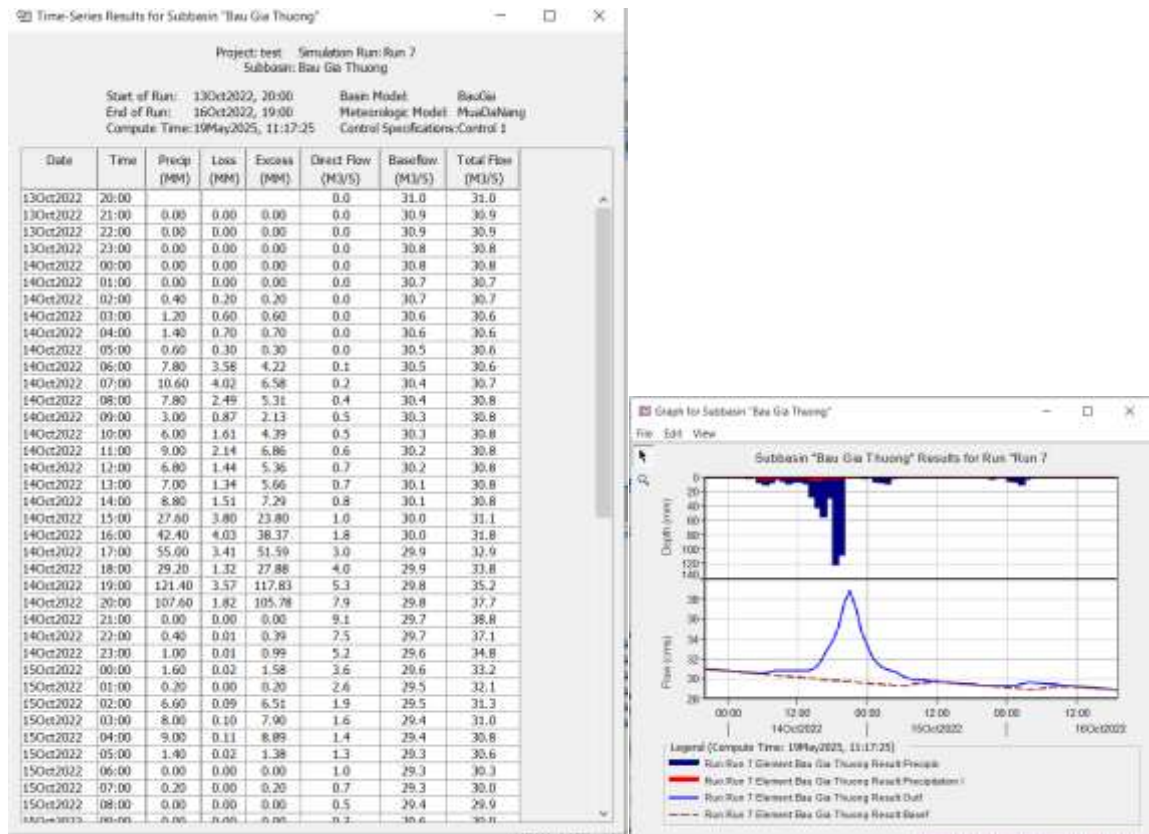 Time-Series Results for Subbasin "Bau Gia Thuong"
Project: test Simulation Run: Run 7
Subbasin: Bau Gia Thuong
Start of Run: 13Oct2022, 20:00 Basin Model: BauGia
End of Run: 16Oct2022, 19:00 Meteorologic Model: MuaDaNang
Compute Time:19May2025, 11:17:25 Control Specifications:Control 1
Date Time Precip Loss Excess Direct Flow Baseflow Total Flow
(MM) (MM) (MM) (M3/S) (M3/S) (M3/S)
13Oct2022 20:00 0.0 31.0 31.0
13Oct2022 21:00 0.00 0.00 0.00 0.0 30.9 30.9
13Oct2022 22:00 0.00 0.00 0.00 0.0 30.9 30.9
13Oct2022 23:00 0.00 0.00 0.00 0.0 30.8 30.8
14Oct2022 00:00 0.00 0.00 0.00 0.0 30.8 30.8
14Oct2022 01:00 0.00 0.00 0.00 0.0 30.7 30.7
14Oct2022 02:00 0.40 0.20 0.20 0.0 30.7 30.7
14Oct2022 03:00 1.20 0.60 0.60 0.0 30.6 30.6
14Oct2022 04:00 1.40 0.70 0.70 0.0 30.6 30.6
14Oct2022 05:00 0.60 0.30 0.30 0.0 30.5 30.6
14Oct2022 06:00 7.80 3.58 4.22 0.1 30.5 30.6
14Oct2022 07:00 10.60 4.02 6.58 0.2 30.4 30.7
14Oct2022 08:00 7.80 2.49 5.31 0.4 30.4 30.8
14Oct2022 09:00 3.00 0.87 2.13 0.5 30.3 30.8
14Oct2022 10:00 6.00 1.61 4.39 0.5 30.3 30.8
14Oct2022 11:00 9.00 2.14 6.86 0.6 30.2 30.8
14Oct2022 12:00 6.80 1.44 5.36 0.7 30.2 30.8
14Oct2022 13:00 7.00 1.34 5.66 0.7 30.1 30.8
14Oct2022 14:00 8.80 1.51 7.29 0.8 30.1 30.8
14Oct2022 15:00 27.60 3.80 23.80 1.0 30.0 31.1
14Oct2022 16:00 42.40 4.03 38.37 1.8 30.0 31.8
14Oct2022 17:00 55.00 3.41 51.59 3.0 29.9 32.9
14Oct2022 18:00 29.20 1.32 27.88 4.0 29.9 33.8
14Oct2022 19:00 121.40 3.57 117.83 5.3 29.8 35.2
14Oct2022 20:00 107.60 1.82 105.78 7.9 29.8 37.7
14Oct2022 21:00 0.00 0.00 0.00 9.1 29.7 38.8
14Oct2022 22:00 0.40 0.01 0.39 7.5 29.7 37.1
14Oct2022 23:00 1.00 0.01 0.99 5.2 29.6 34.8
15Oct2022 00:00 1.60 0.02 1.58 3.6 29.6 33.2
15Oct2022 01:00 0.20 0.00 0.20 2.6 29.5 32.1
15Oct2022 02:00 6.60 0.09 6.51 1.9 29.5 31.3
15Oct2022 03:00 8.00 0.10 7.90 1.6 29.4 31.0
15Oct2022 04:00 9.00 0.11 8.89 1.4 29.4 30.8
15Oct2022 05:00 1.40 0.02 1.38 1.3 29.3 30.6
15Oct2022 06:00 0.00 0.00 0.00 1.0 29.3 30.3
15Oct2022 07:00 0.20 0.00 0.20 0.7 29.3 30.0
15Oct2022 08:00 0.00 0.00 0.00 0.5 29.4 29.9
Graph for Subbasin "Bau Gia Thuong"
File Edit View
Subbasin "Bau Gia Thuong" Results for Run "Run 7
Depth (mm)
0
20
40
60
80
100
120
140
Flow (cms)
38
34
32
30
28
00:00 12:00 00:00 12:00 00:00 12:00
14Oct2022 15Oct2022 16Oct2022
Legend (Compute Time: 19May2025, 11:17:25)
Run:Run 7 Element:Bau Gia Thuong Result:Precipita
Run:Run 7 Element:Bau Gia Thuong Result:Precipitation
Run:Run 7 Element:Bau Gia Thuong Result:Outfl
Run:Run 7 Element:Bau Gia Thuong Result:Basefl